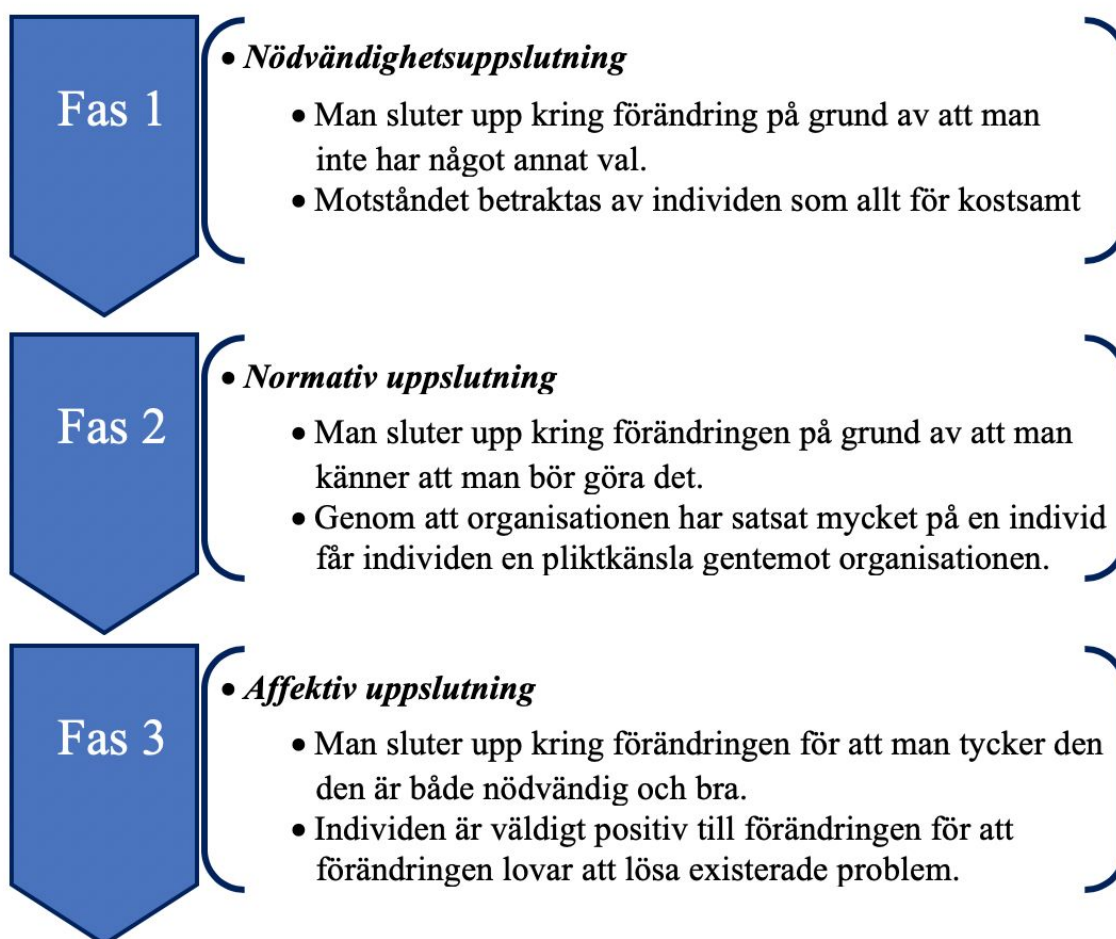 Fas 1
• Nödvändighetsuppslutning
• Man sluter upp kring förändring på grund av att man
inte har något annat val.
• Motståndet betraktas av individen som allt för kostsamt
Fas 2
• Normativ uppslutning
• Man sluter upp kring förändringen på grund av att man
känner att man bör göra det.
• Genom att organisationen har satsat mycket på en individ
får individen en pliktkänsla gentemot organisationen.
Fas 3
• Affektiv uppslutning
• Man sluter upp kring förändringen för att man tycker den
den är både nödvändig och bra.
• Individen är väldigt positiv till förändringen för att
förändringen lovar att lösa existerade problem.